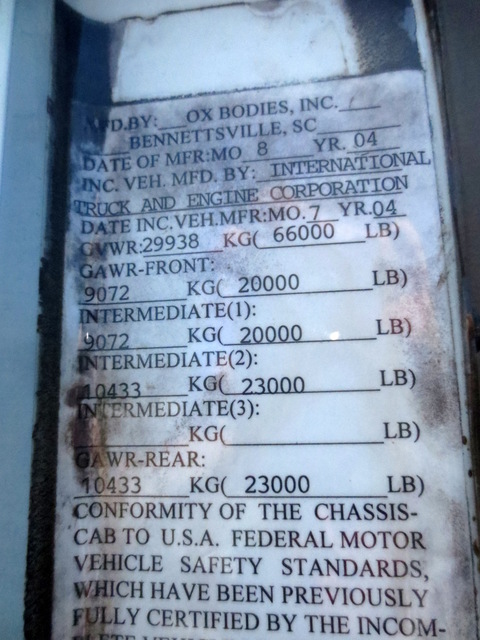 MFD.BY: OX BODIES, INC.
BENNETTSVILLE, SC
DATE OF MFR:MO 8 YR. 04
INC. VEH. MFD. BY: INTERNATIONAL
TRUCK AND ENGINE CORPORATION
DATE INC.VEH.MFR:MO.7 YR.04
GVWR:29938 KG( 66000 LB)
GAWR-FRONT:
9072 KG( 20000 LB)
INTERMEDIATE(1):
9072 KG( 20000 LB)
INTERMEDIATE(2):
10433 KG( 23000 LB)
INTERMEDIATE(3):
KG( LB)
GAWR-REAR:
10433 KG( 23000 LB)
CONFORMITY OF THE CHASSIS-
CAB TO U.S.A. FEDERAL MOTOR
VEHICLE SAFETY STANDARDS,
WHICH HAVE BEEN PREVIOUSLY
FULLY CERTIFIED BY THE INCOM-